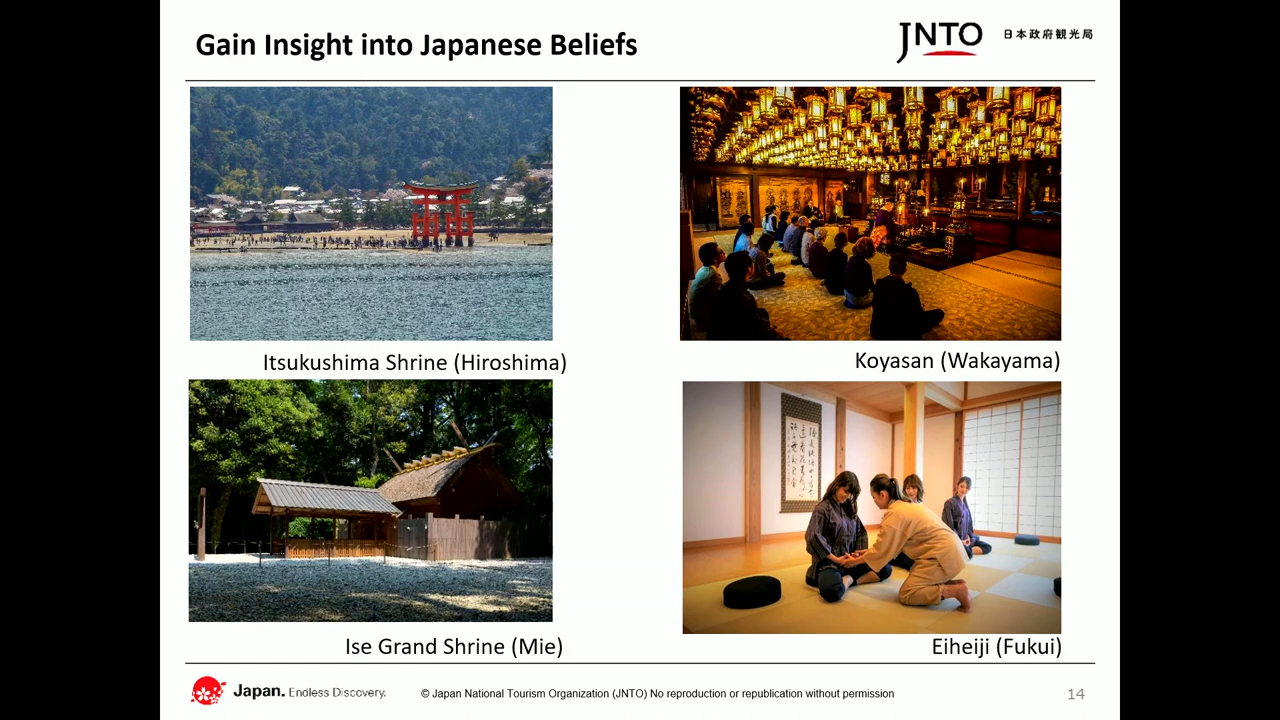 Gain Insight into Japanese Beliefs
JNTO 日本政府観光局
Itsukushima Shrine (Hiroshima)
Koyasan (Wakayama)
Ise Grand Shrine (Mie)
Eiheiji (Fukui)
Japan. Endless Discovery.
© Japan National Tourism Organization (JNTO) No reproduction or republication without permission
14